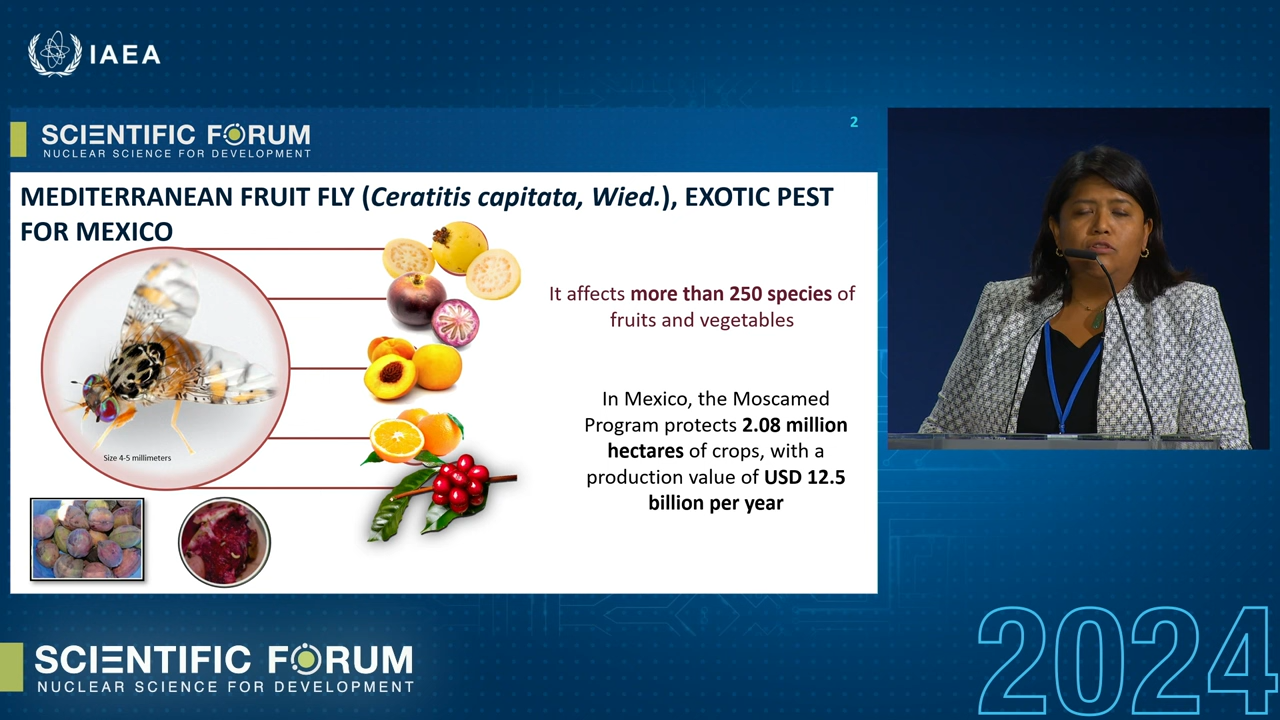 IAEA
SCIENTIFIC FORUM
NUCLEAR SCIENCE FOR DEVELOPMENT
2
MEDITERRANEAN FRUIT FLY (Ceratitis capitata, Wied.), EXOTIC PEST
FOR MEXICO
It affects more than 250 species of
fruits and vegetables
In Mexico, the Moscamed
Program protects 2.08 million
hectares of crops, with a
production value of USD 12.5
billion per year
Size 4-5 millimeters
SCIENTIFIC FORUM
NUCLEAR SCIENCE FOR DEVELOPMENT
2024